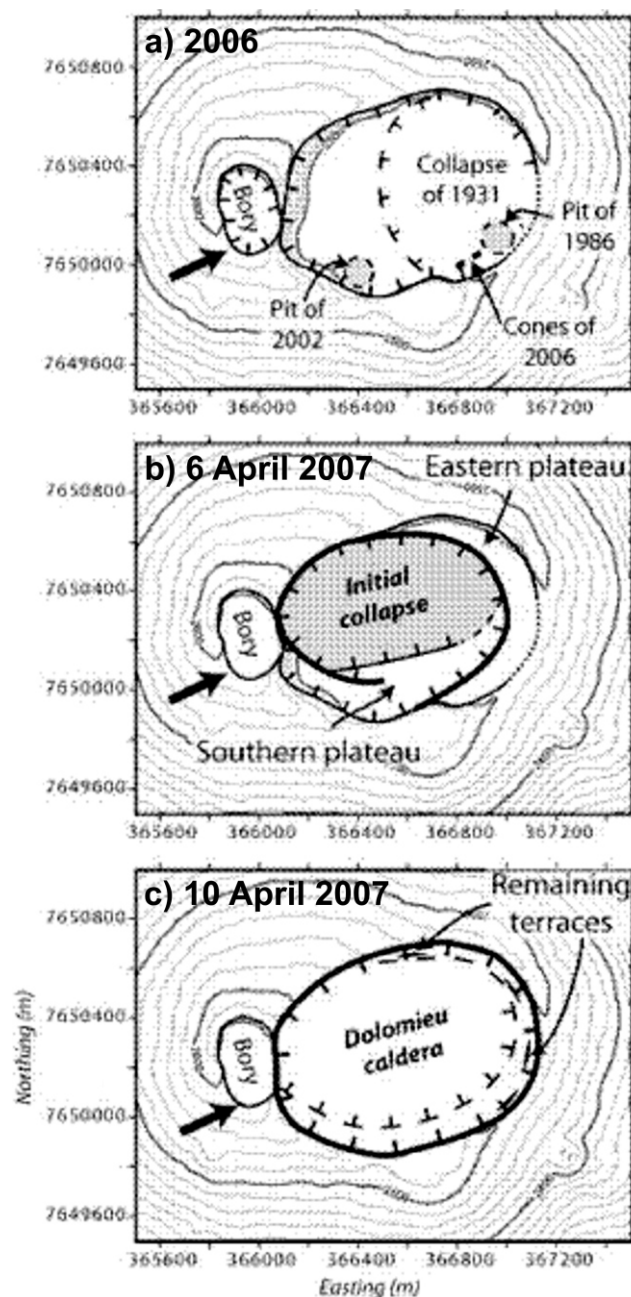 a) 2006
7650800
7650400
7650000
7649600
Bory
Collapse
of 1931
Pit of
1986
Pit of
2002
Cones of
2006
365600 366000 366400 366800 367200
b) 6 April 2007
Eastern plateau
7650800
7650400
7650000
7649600
Bory
Initial
collapse
Southern plateau
365600 366000 366400 366800 367200
c) 10 April 2007
Remaining
terraces
7650800
7650400
7650000
7649600
Northing (m)
Bory
Dolomieu
caldera
365600 366000 366400 366800 367200
Easting (m)